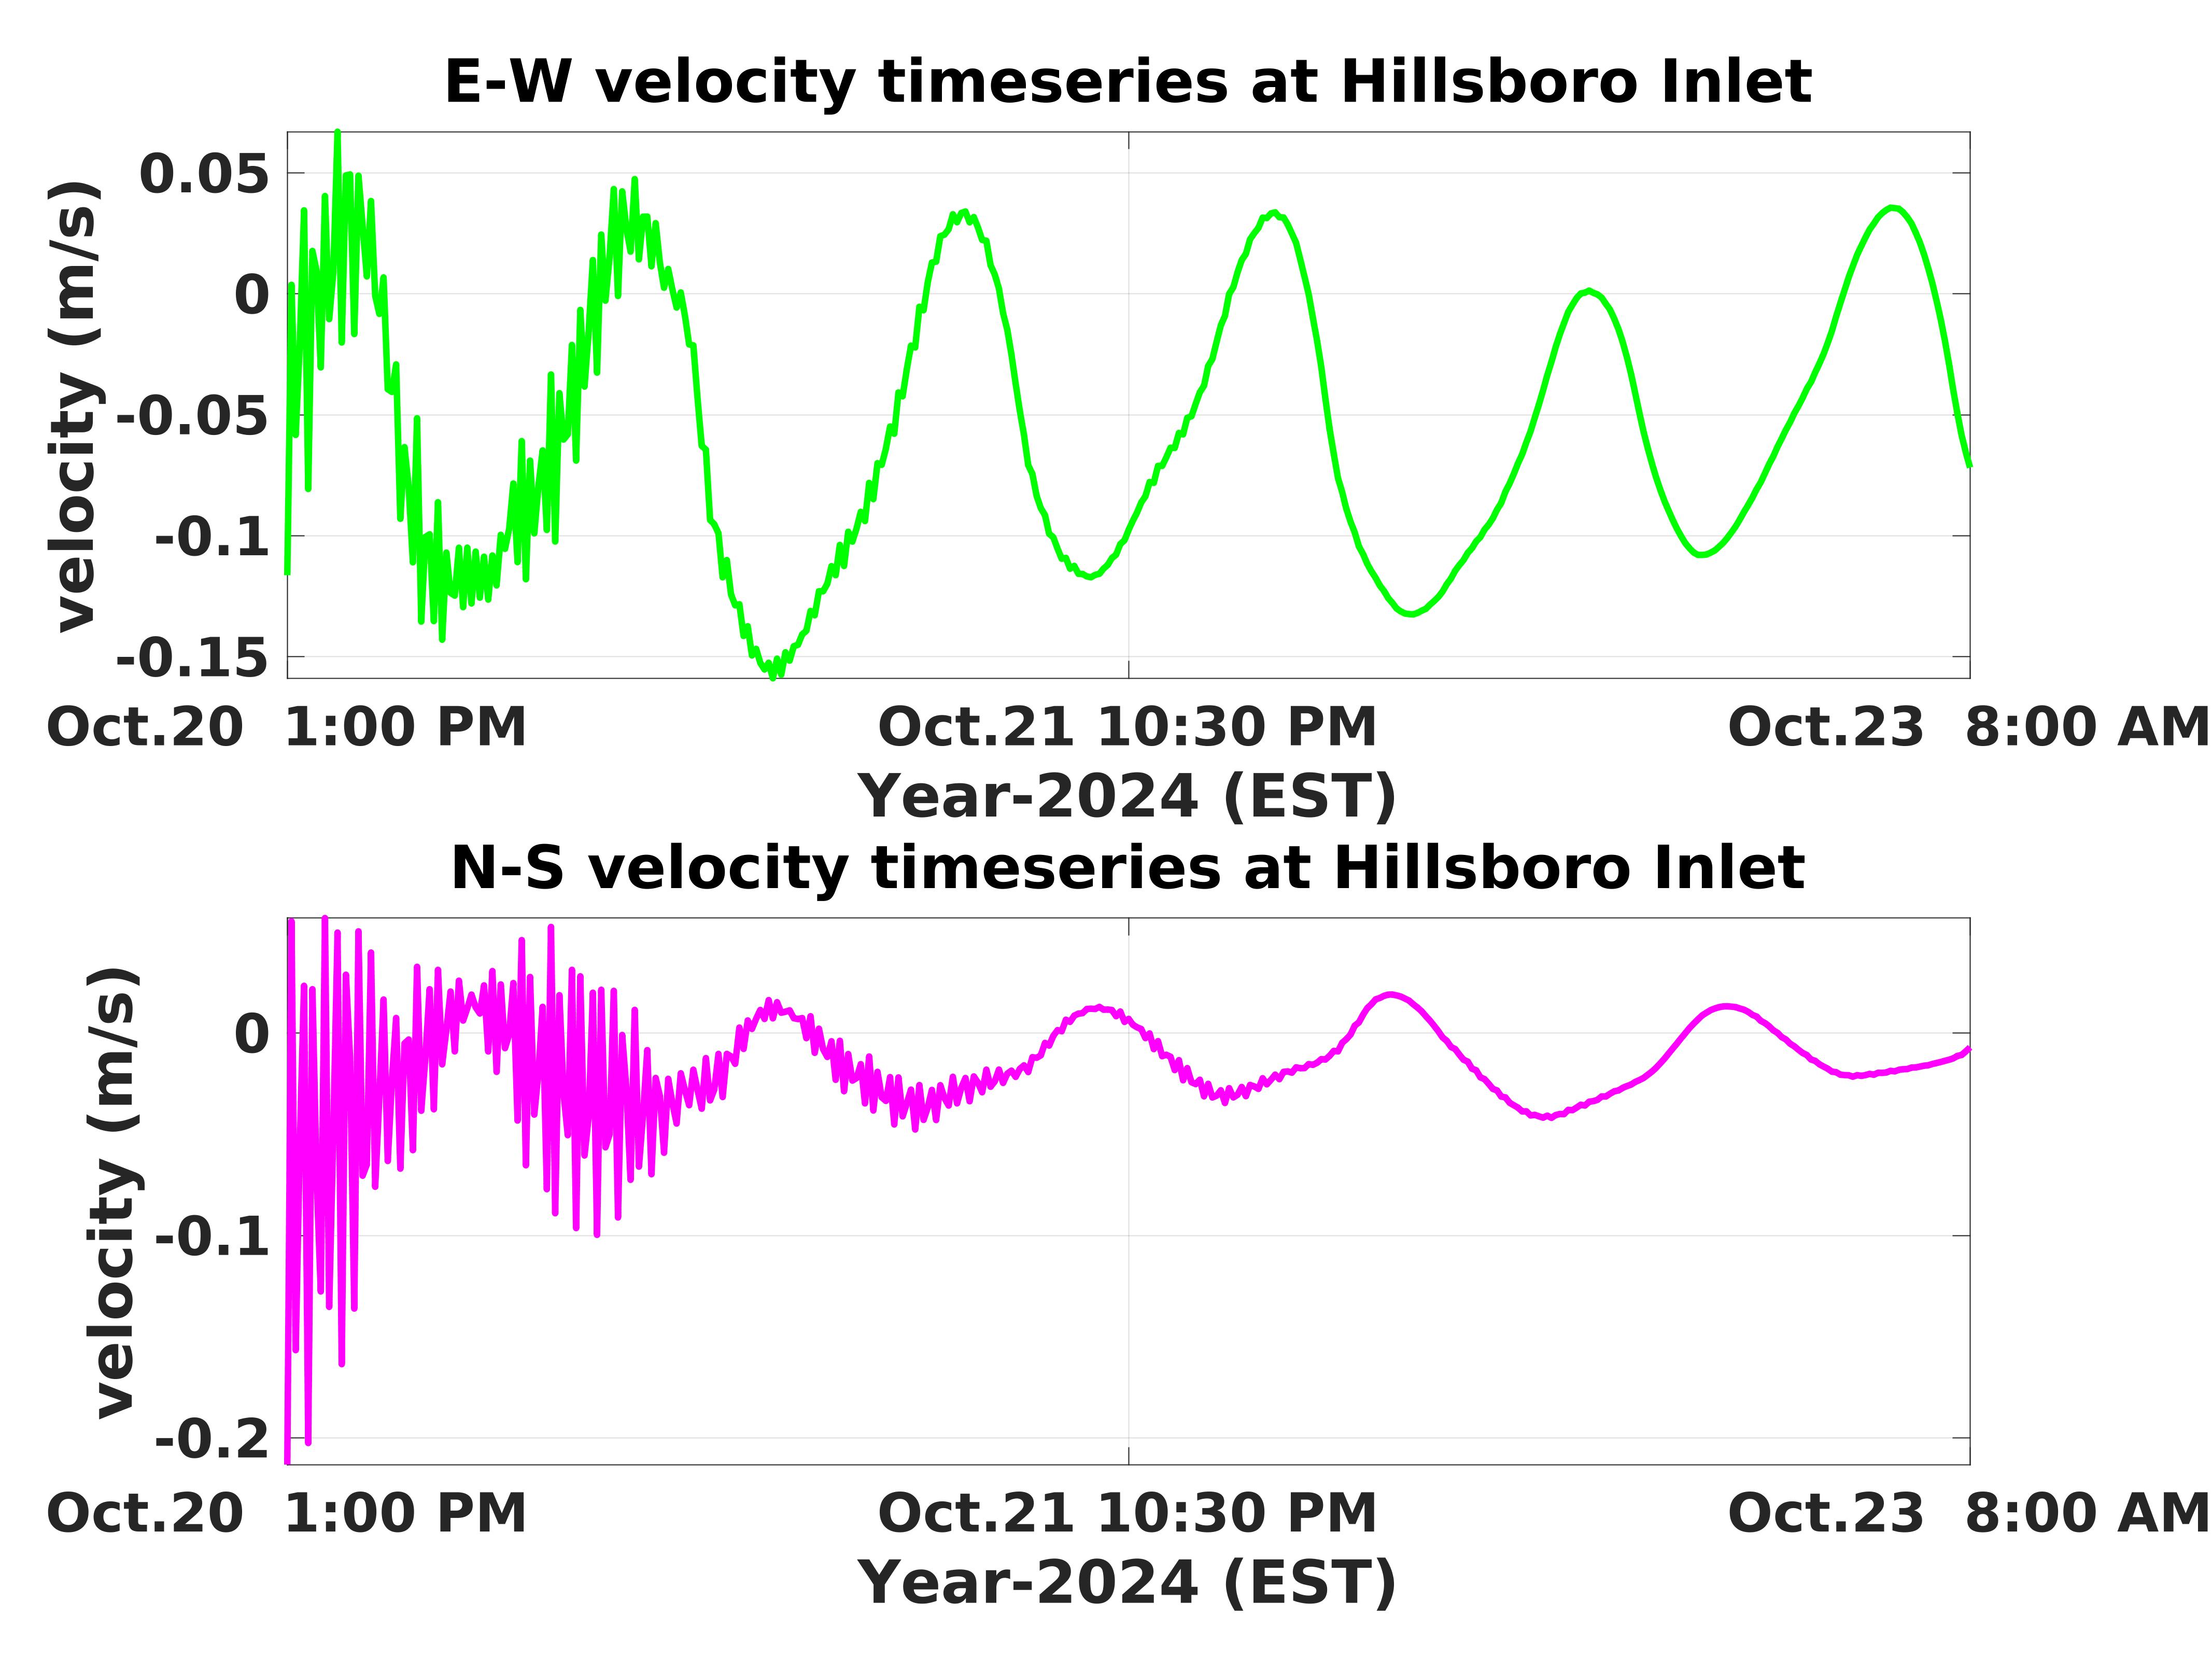 E-W velocity timeseries at Hillsboro Inlet
velocity (m/s)
0.05
0
-0.05
-0.1
-0.15
Oct.20  1:00 PM
Oct.21 10:30 PM
Oct.23  8:00 AM
Year-2024 (EST)
N-S velocity timeseries at Hillsboro Inlet
velocity (m/s)
0
-0.1
-0.2
Oct.20  1:00 PM
Oct.21 10:30 PM
Oct.23  8:00 AM
Year-2024 (EST)